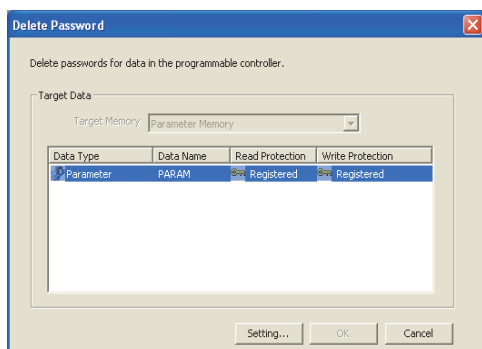 Delete Password
Delete passwords for data in the programmable controller.
Target Data
Target Memory Parameter Memory
Data Type Data Name Read Protection Write Protection
Parameter PARAM Registered Registered
Setting... OK Cancel